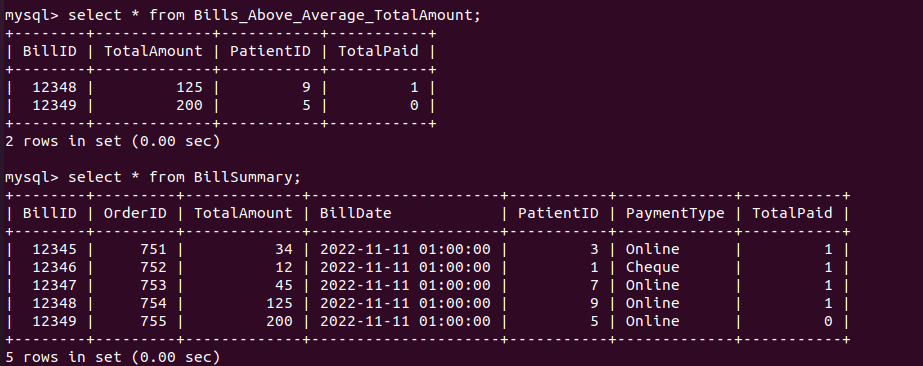 mysql> select * from Bills_Above_Average_TotalAmount;
+--------+-------------+-----------+-----------+
| BillID | TotalAmount | PatientID | TotalPaid |
+--------+-------------+-----------+-----------+
|  12348 |         125 |         9 |         1 |
|  12349 |         200 |         5 |         0 |
+--------+-------------+-----------+-----------+
2 rows in set (0.00 sec)

mysql> select * from BillSummary;
+--------+---------+-------------+---------------------+-----------+-------------+-----------+
| BillID | OrderID | TotalAmount | BillDate            | PatientID | PaymentType | TotalPaid |
+--------+---------+-------------+---------------------+-----------+-------------+-----------+
|  12345 |     751 |          34 | 2022-11-11 01:00:00 |         3 | Online      |         1 |
|  12346 |     752 |          12 | 2022-11-11 01:00:00 |         1 | Cheque      |         1 |
|  12347 |     753 |          45 | 2022-11-11 01:00:00 |         7 | Online      |         1 |
|  12348 |     754 |         125 | 2022-11-11 01:00:00 |         9 | Online      |         1 |
|  12349 |     755 |         200 | 2022-11-11 01:00:00 |         5 | Online      |         0 |
+--------+---------+-------------+---------------------+-----------+-------------+-----------+
5 rows in set (0.00 sec)